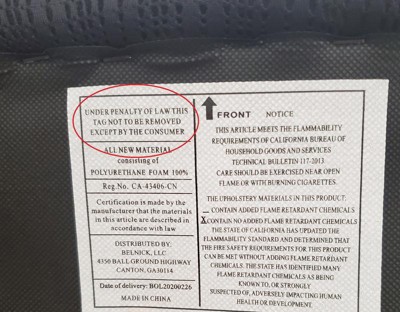 UNDER PENALTY OF LAW THIS
TAG NOT TO BE REMOVED
EXCEPT BY THE CONSUMER
ALL NEW MATERIAL
consisting of
POLYURETHANE FOAM 100%
Reg.No. CA-43406-CN
Certification is made by the
manufacturer that the materials
in this article are described in
accordance with law
DISTRIBUTED BY:
BELNICK, LLC
4350 BALL GROUND HIGHWAY
CANTON, GA30114
Date of delivery: BOL20200226
MADE IN CHINA
FRONT NOTICE
THIS ARTICLE MEETS THE FLAMMABILITY
REQUIREMENTS OF CALIFORNIA BUREAU OF
HOUSEHOLD GOODS AND SERVICES
TECHNICAL BULLETIN 117-2013
CARE SHOULD BE EXERCISED NEAR OPEN
FLAME OR WITH BURNING CIGARETTES.
THE UPHOLSTERY MATERIALS IN THIS PRODUCT:
__ CONTAIN ADDED FLAME RETARDANT CHEMICALS
X CONTAIN NO ADDED FLAME RETARDANT CHEMICALS
THE STATE OF CALIFORNIA HAS UPDATED THE
FLAMMABILITY STANDARD AND DETERMINED THAT
THE FIRE SAFETY REQUIREMENTS FOR THIS PRODUCT
CAN BE MET WITHOUT ADDING FLAME RETARDANT
CHEMICALS. THE STATE HAS IDENTIFIED MANY
FLAME RETARDANT CHEMICALS AS BEING
KNOWN TO, OR STRONGLY
SUSPECTED OF, ADVERSELY IMPACTING HUMAN
HEALTH OR DEVELOPMENT.